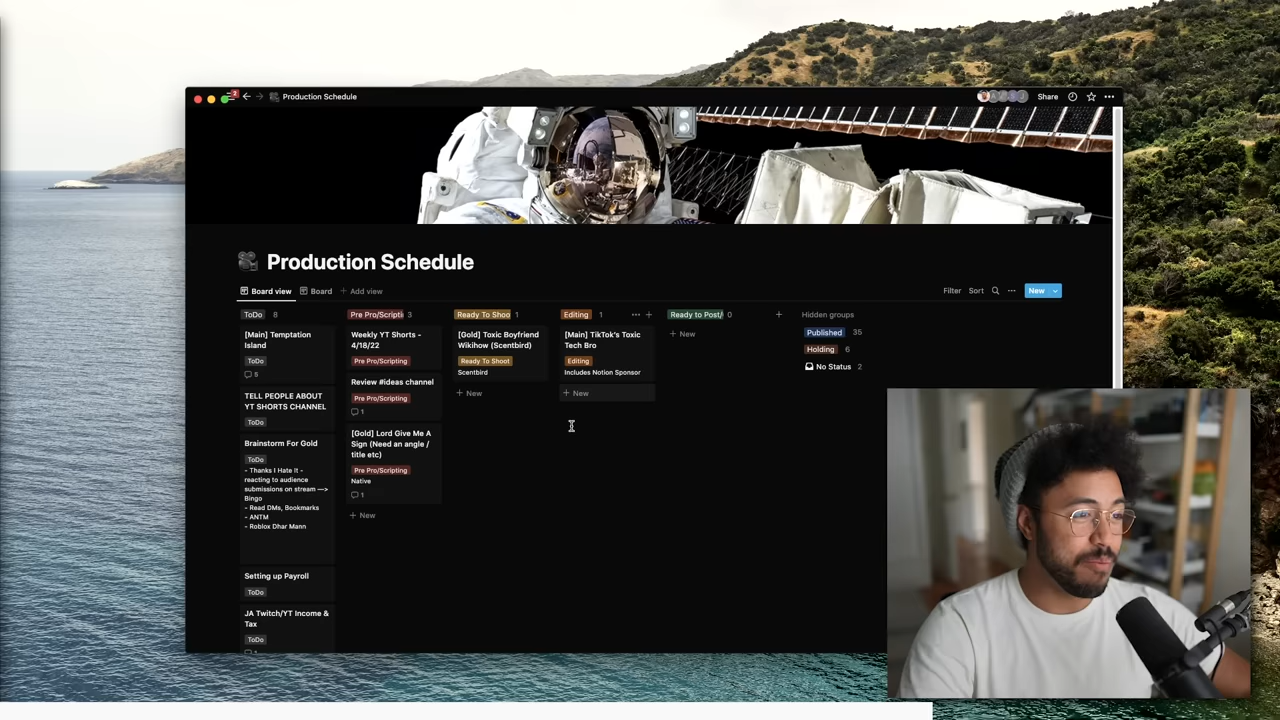 2
Production Schedule
Share
Production Schedule
Board view
Board
Add view
Filter
Sort
New
ToDo 8
Pre Pro/Scriptin 3
Ready To Shoo 1
Editing 1
Ready to Post/ 0
Hidden groups
[Main] Temptation
Island
ToDo
5
TELL PEOPLE ABOUT
YT SHORTS CHANNEL
ToDo
Brainstorm For Gold
ToDo
- Thanks I Hate It -
reacting to audience
submissions on stream —>
Bingo
- Read DMs, Bookmarks
- ANTM
- Roblox Dhar Mann
Setting up Payroll
ToDo
JA Twitch/YT Income &
Tax
ToDo
1
Weekly YT Shorts -
4/18/22
Pre Pro/Scripting
Review #ideas channel
Pre Pro/Scripting
1
[Gold] Lord Give Me A
Sign (Need an angle /
title etc)
Pre Pro/Scripting
Native
1
New
[Gold] Toxic Boyfriend
Wikihow (Scentbird)
Ready To Shoot
Scentbird
New
[Main] TikTok's Toxic
Tech Bro
Editing
Includes Notion Sponsor
New
New
Published 35
Holding 6
No Status 2